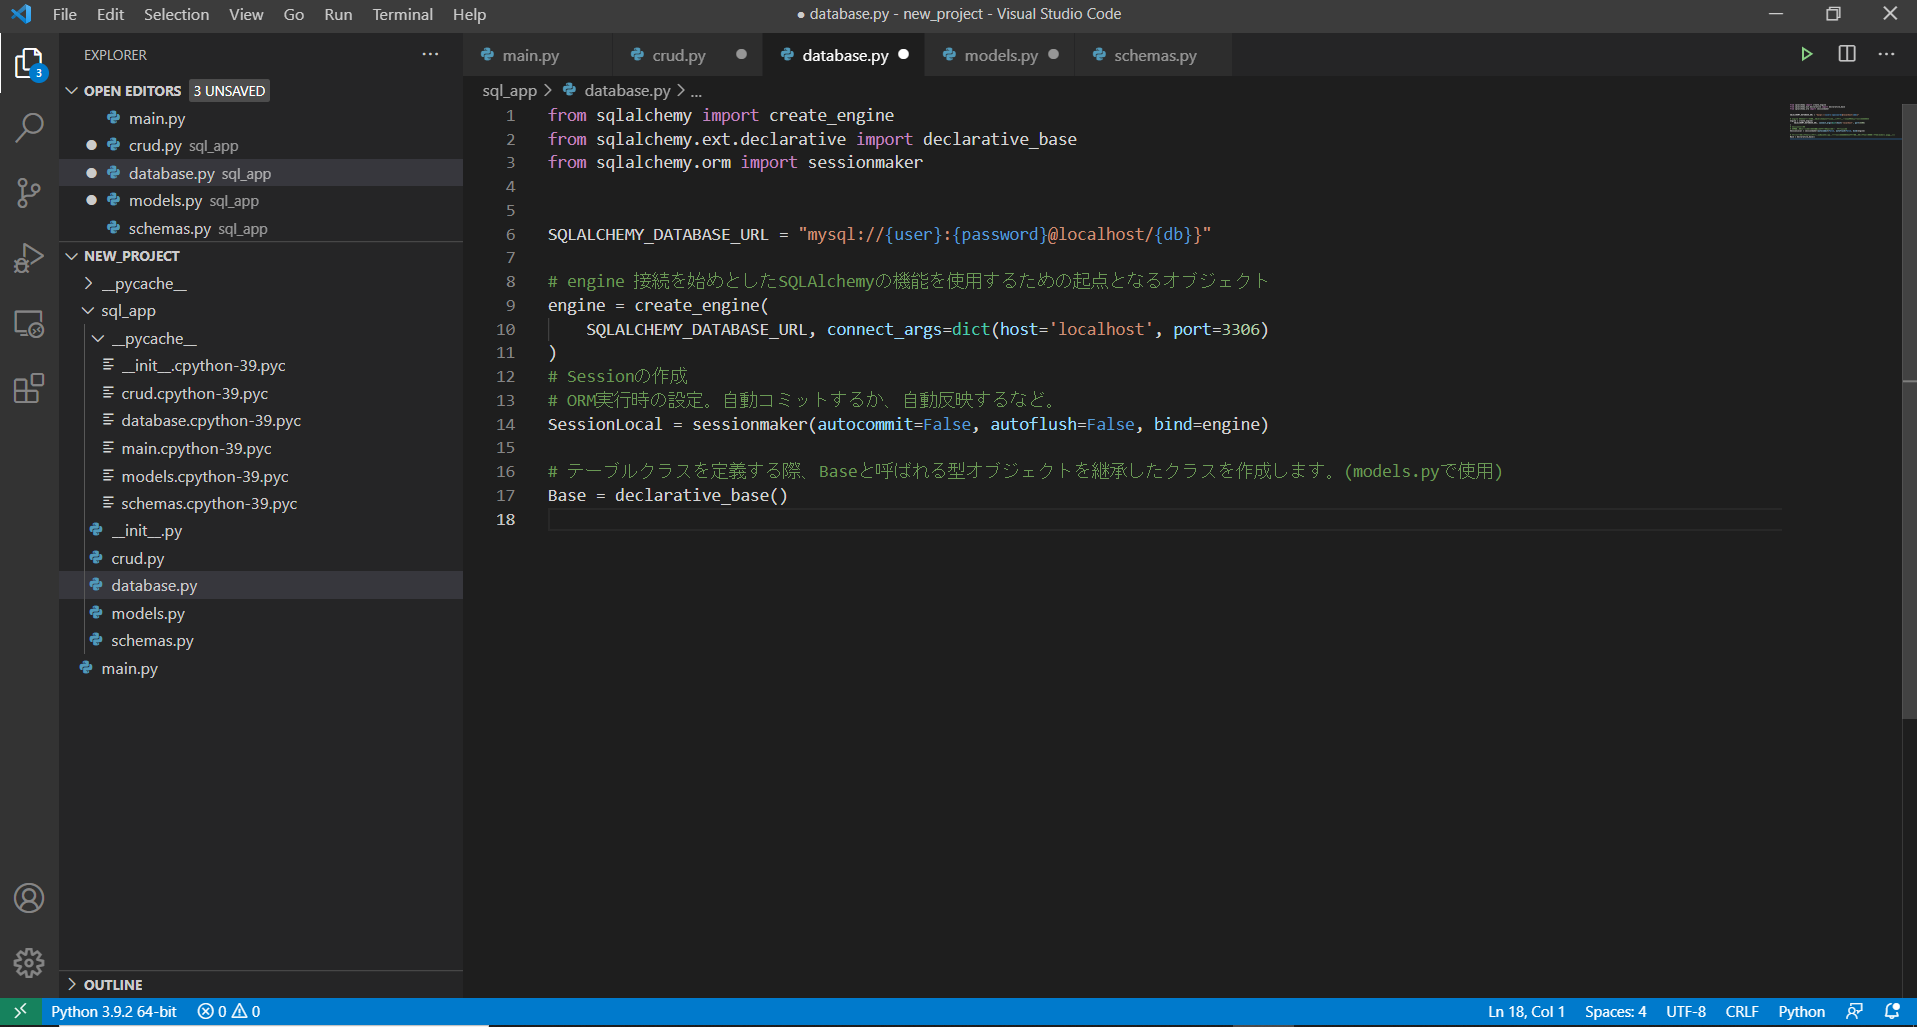 File Edit Selection View Go Run Terminal Help
● database.py - new_project - Visual Studio Code
EXPLORER
OPEN EDITORS 3 UNSAVED
main.py
crud.py sql_app
database.py sql_app
models.py sql_app
schemas.py sql_app
NEW_PROJECT
__pycache__
sql_app
__pycache__
__init__.cpython-39.pyc
crud.cpython-39.pyc
database.cpython-39.pyc
main.cpython-39.pyc
models.cpython-39.pyc
schemas.cpython-39.pyc
__init__.py
crud.py
database.py
models.py
schemas.py
main.py
OUTLINE
3
main.py crud.py database.py models.py schemas.py
sql_app > database.py > ...
1 from sqlalchemy import create_engine
2 from sqlalchemy.ext.declarative import declarative_base
3 from sqlalchemy.orm import sessionmaker
4
5
6 SQLALCHEMY_DATABASE_URL = "mysql://{user}:{password}@localhost/{db}}"
7
8 # engine 接続を始めとしたSQLAlchemyの機能を使用するための起点となるオブジェクト
9 engine = create_engine(
10     SQLALCHEMY_DATABASE_URL, connect_args=dict(host='localhost', port=3306)
11 )
12 # Sessionの作成
13 # ORM実行時の設定。自動コミットするか、自動反映するなど。
14 SessionLocal = sessionmaker(autocommit=False, autoflush=False, bind=engine)
15
16 # テーブルクラスを定義する際、Baseと呼ばれる型オブジェクトを継承したクラスを作成します。(models.pyで使用)
17 Base = declarative_base()
18
Python 3.9.2 64-bit 0 0 Ln 18, Col 1 Spaces: 4 UTF-8 CRLF Python